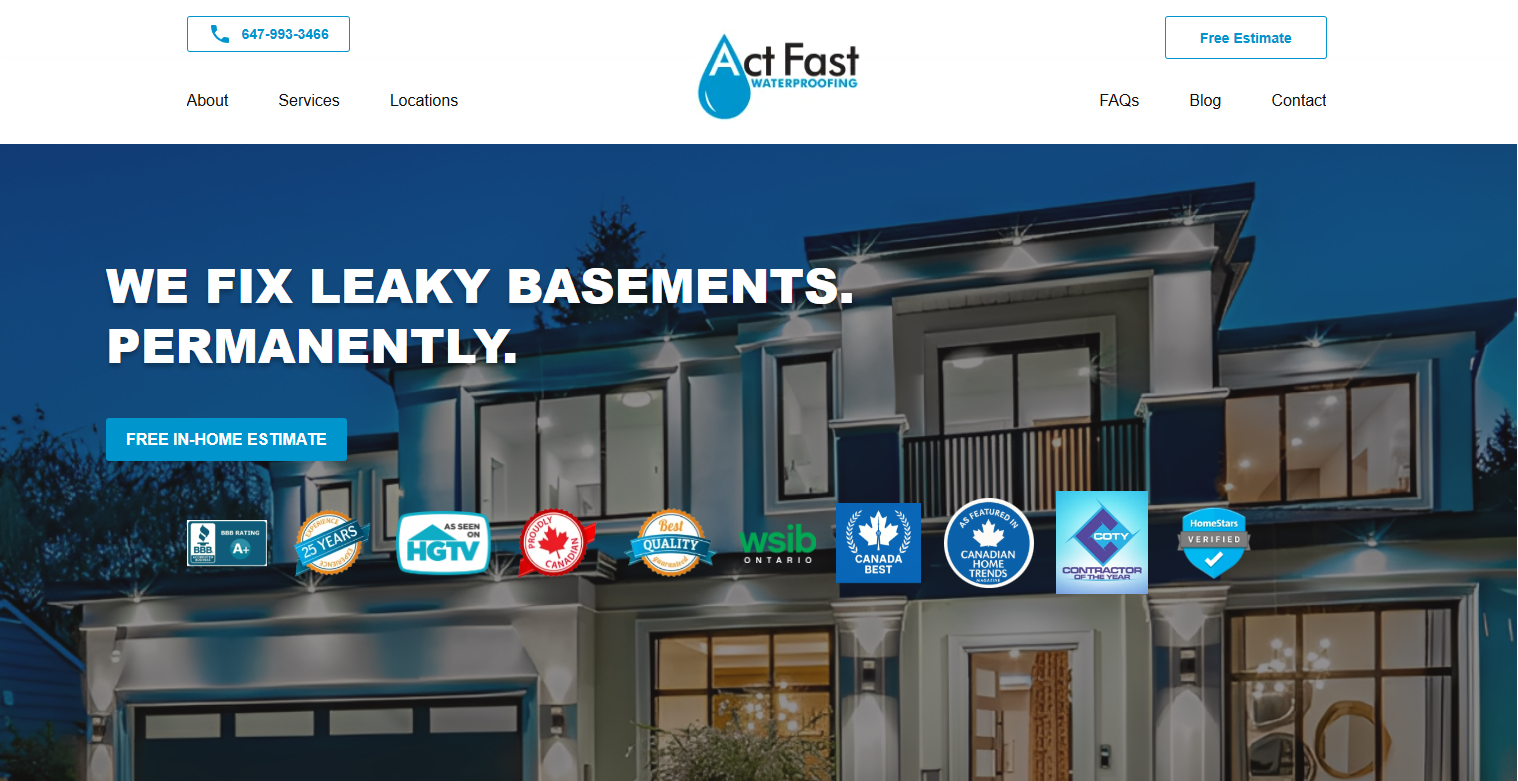 647-993-3466
Free Estimate
Act Fast
WATERPROOFING
About
Services
Locations
FAQs
Blog
Contact
WE FIX LEAKY BASEMENTS.
PERMANENTLY.
FREE IN-HOME ESTIMATE
BBB
BBB RATING
A+
EXPERIENCE
25 YEARS
EXPERIENCE
AS SEEN
ON
HGTV
PROUDLY
CANADIAN
Best
QUALITY
guaranteed
wsib
ONTARIO
CANADA
BEST
AS FEATURED IN
CANADIAN
HOME
TRENDS
MAGAZINE
COTY
CONTRACTOR
OF THE YEAR
HomeStars
VERIFIED